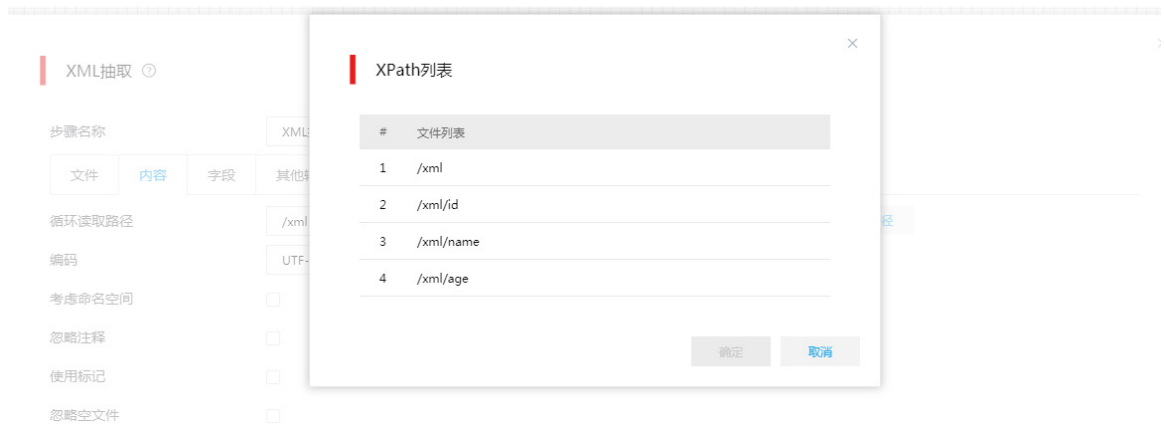 XML抽取
XPath列表
步骤名称
XML
# 文件列表
文件 内容 字段 其他
1 /xml
2 /xml/id
循环读取路径 /xml 径
3 /xml/name
编码 UTF-
4 /xml/age
考虑命名空间
忽略注释
确定 取消
使用标记
忽略空文件